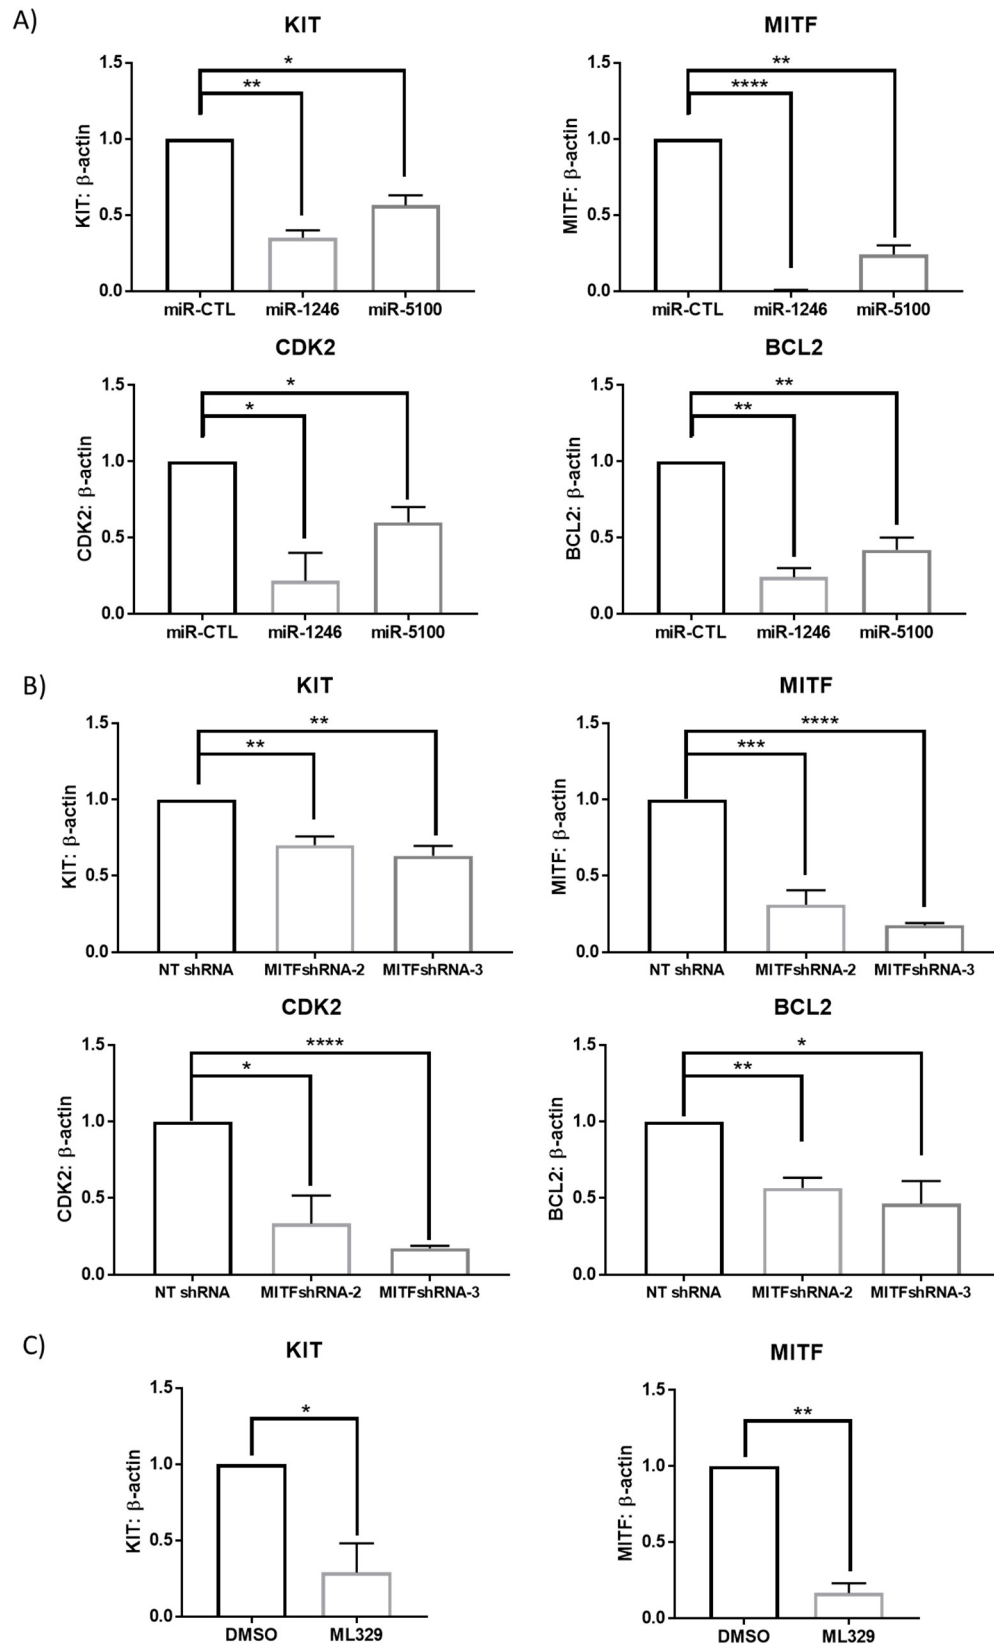 A)
KIT
MITF
1.5
1.0
0.5
0.0
KIT: β-actin
*
**
miR-CTL
miR-1246
miR-5100
1.5
1.0
0.5
0.0
MITF: β-actin
**
****
miR-CTL
miR-1246
miR-5100
CDK2
BCL2
1.5
1.0
0.5
0.0
CDK2: β-actin
*
*
miR-CTL
miR-1246
miR-5100
1.5
1.0
0.5
0.0
BCL2: β-actin
**
**
miR-CTL
miR-1246
miR-5100
B)
KIT
MITF
1.5
1.0
0.5
0.0
KIT: β-actin
**
**
NT shRNA
MITFshRNA-2
MITFshRNA-3
1.5
1.0
0.5
0.0
MITF: β-actin
****
***
NT shRNA
MITFshRNA-2
MITFshRNA-3
CDK2
BCL2
1.5
1.0
0.5
0.0
CDK2: β-actin
****
*
NT shRNA
MITFshRNA-2
MITFshRNA-3
1.5
1.0
0.5
0.0
BCL2: β-actin
*
**
NT shRNA
MITFshRNA-2
MITFshRNA-3
C)
KIT
MITF
1.5
1.0
0.5
0.0
KIT: β-actin
*
DMSO
ML329
1.5
1.0
0.5
0.0
MITF: β-actin
**
DMSO
ML329